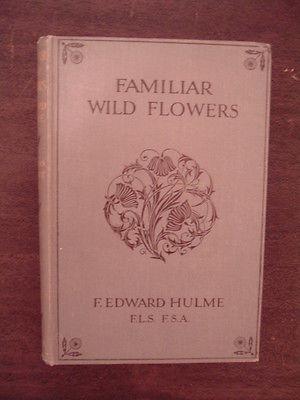 FAMILIAR
WILD FLOWERS
F. EDWARD HULME
F.L.S. F.S.A.